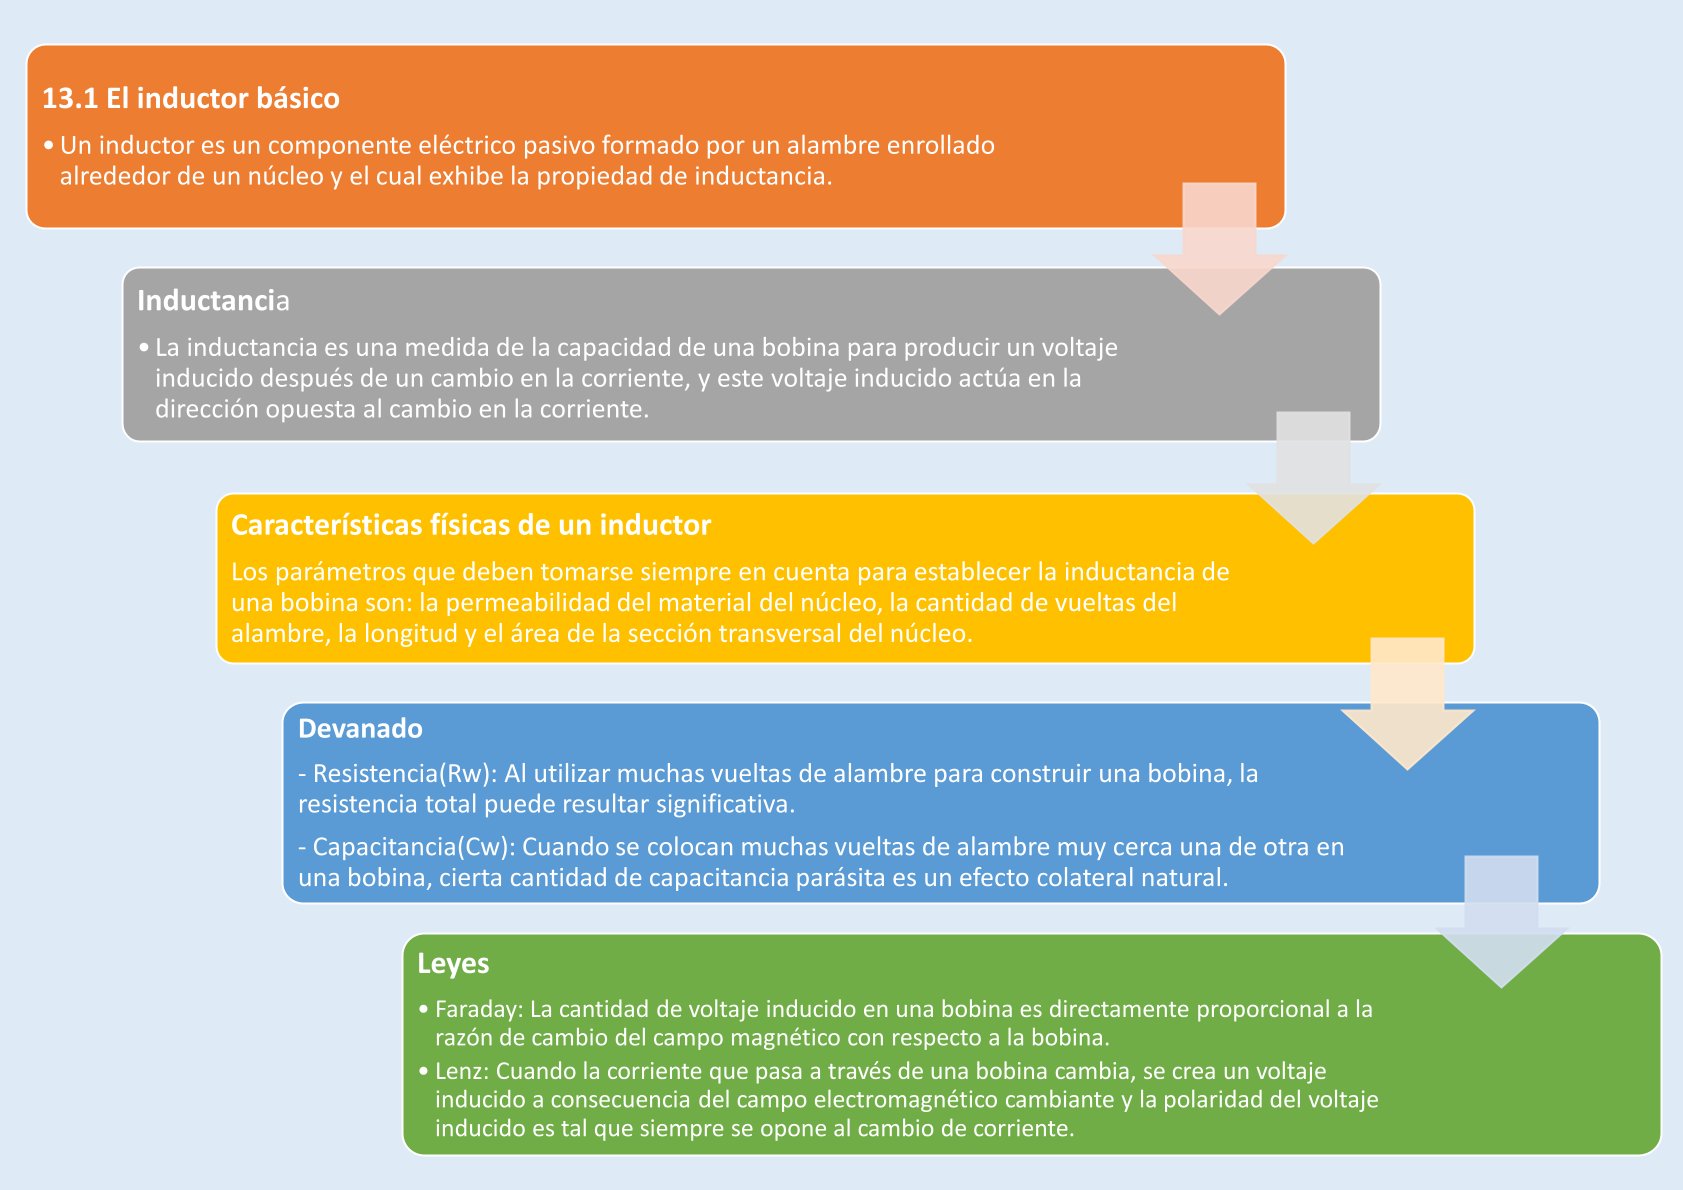 13.1 El inductor básico
• Un inductor es un componente eléctrico pasivo formado por un alambre enrollado
alrededor de un núcleo y el cual exhibe la propiedad de inductancia.
Inductancia
• La inductancia es una medida de la capacidad de una bobina para producir un voltaje
inducido después de un cambio en la corriente, y este voltaje inducido actúa en la
dirección opuesta al cambio en la corriente.
Características físicas de un inductor
Los parámetros que deben tomarse siempre en cuenta para establecer la inductancia de
una bobina son: la permeabilidad del material del núcleo, la cantidad de vueltas del
alambre, la longitud y el área de la sección transversal del núcleo.
Devanado
- Resistencia(Rw): Al utilizar muchas vueltas de alambre para construir una bobina, la
resistencia total puede resultar significativa.
- Capacitancia(Cw): Cuando se colocan muchas vueltas de alambre muy cerca una de otra en
una bobina, cierta cantidad de capacitancia parásita es un efecto colateral natural.
Leyes
• Faraday: La cantidad de voltaje inducido en una bobina es directamente proporcional a la
razón de cambio del campo magnético con respecto a la bobina.
• Lenz: Cuando la corriente que pasa a través de una bobina cambia, se crea un voltaje
inducido a consecuencia del campo electromagnético cambiante y la polaridad del voltaje
inducido es tal que siempre se opone al cambio de corriente.